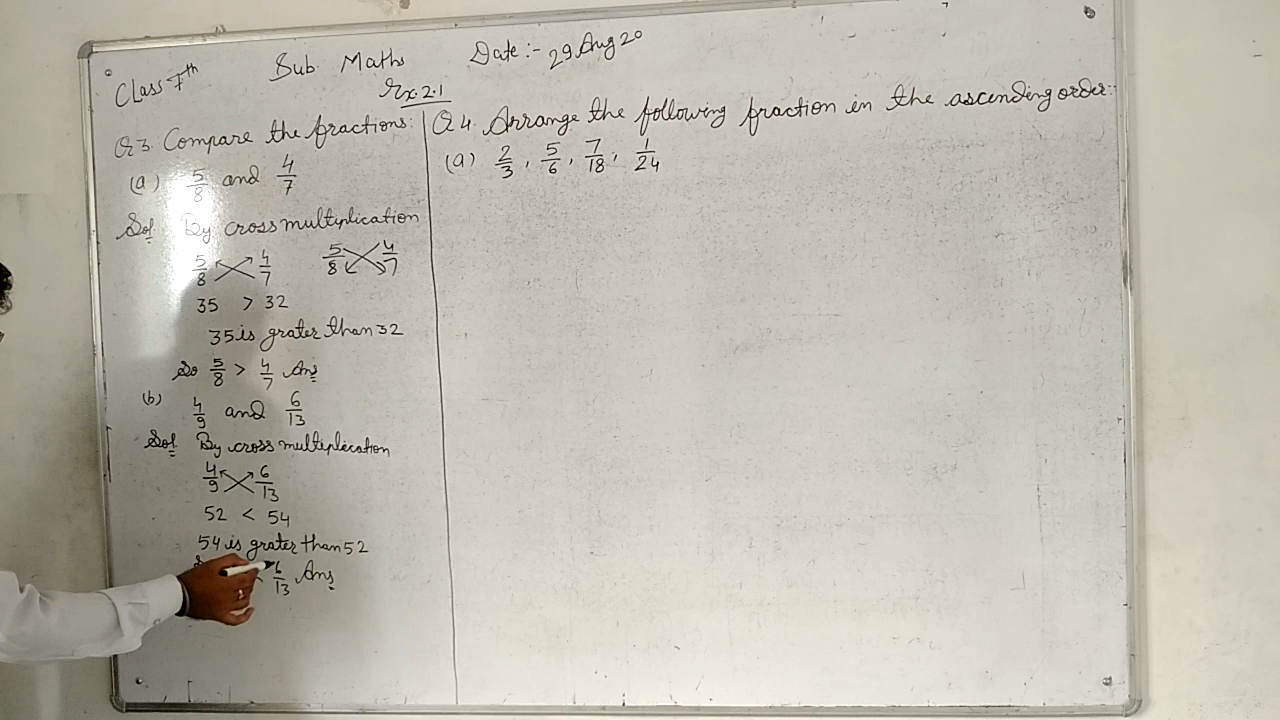 Class 7th Sub. Maths Date :- 29 Aug 20
Ex. 2.1
Q3. Compare the fractions:
(a) 5/8 and 4/7
Sol By cross multiplication
5/8 4/7 5/8 4/7
35 > 32
35 is grater than 32
So 5/8 > 4/7 Ans
(b) 4/9 and 6/13
Sol By cross multiplication
4/9 6/13
52 < 54
54 is grater than 52
< 6/13 Ans
Q4. Arrange the following fraction in the ascending order:
(a) 2/3, 5/6, 7/18, 1/24